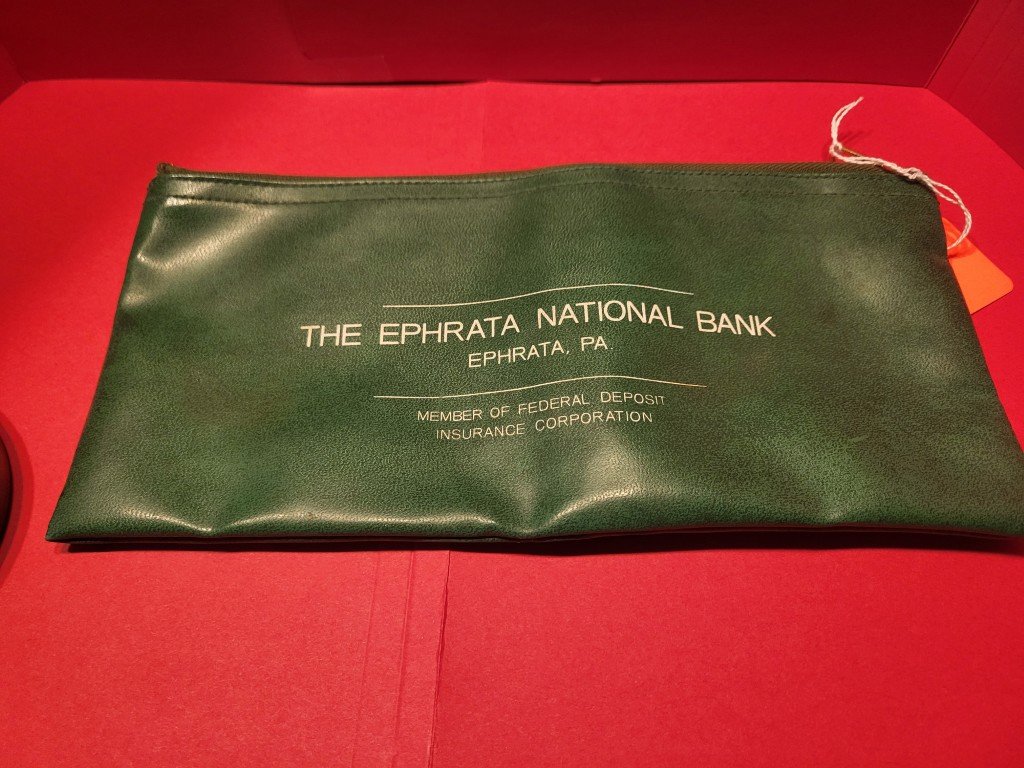 THE EPHRATA NATIONAL BANK
EPHRATA, PA.
MEMBER OF FEDERAL DEPOSIT
INSURANCE CORPORATION